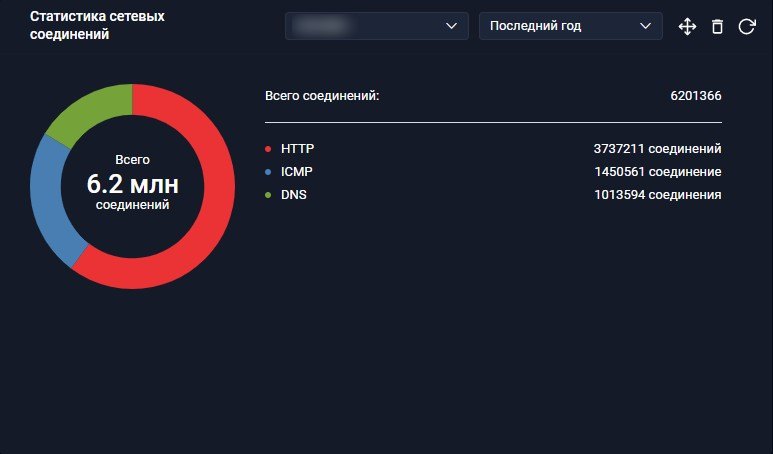 Статистика сетевых
соединений
Последний год
Всего
6.2 млн
соединений
Всего соединений: 6201366
HTTP 3737211 соединений
ICMP 1450561 соединение
DNS 1013594 соединения